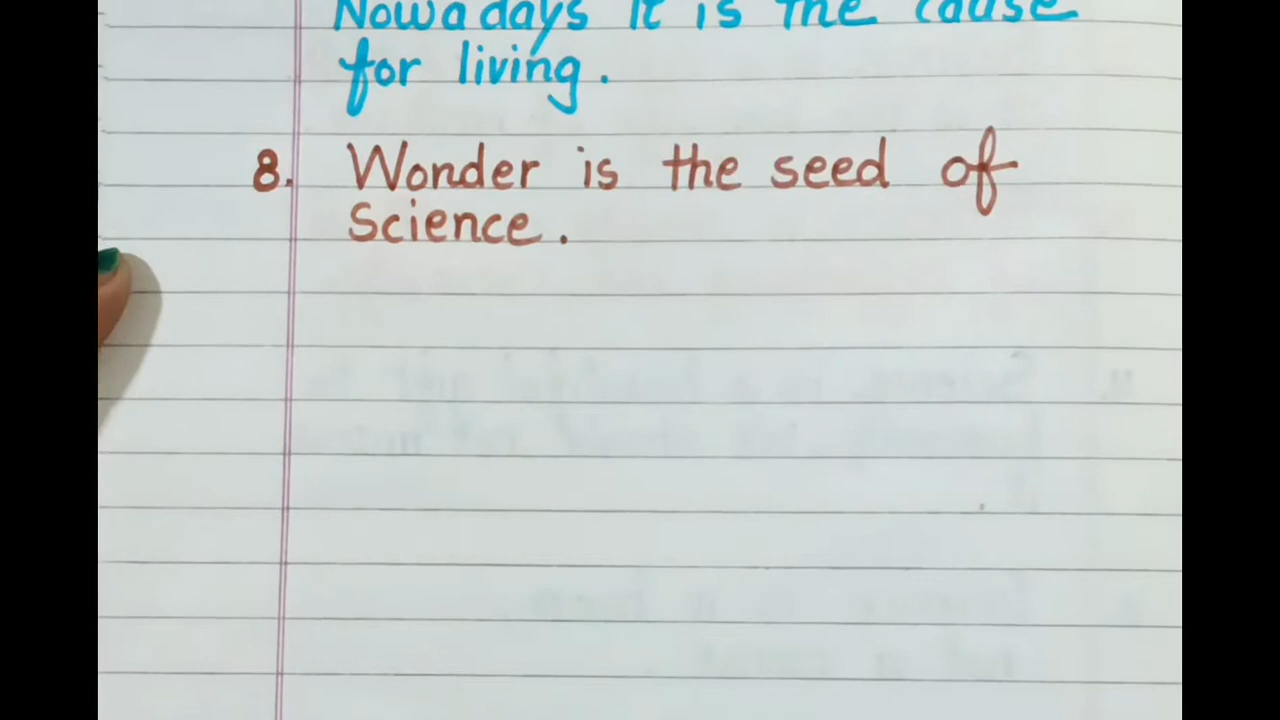 Nowadays it is the cause
for living.
8. Wonder is the seed of
Science.